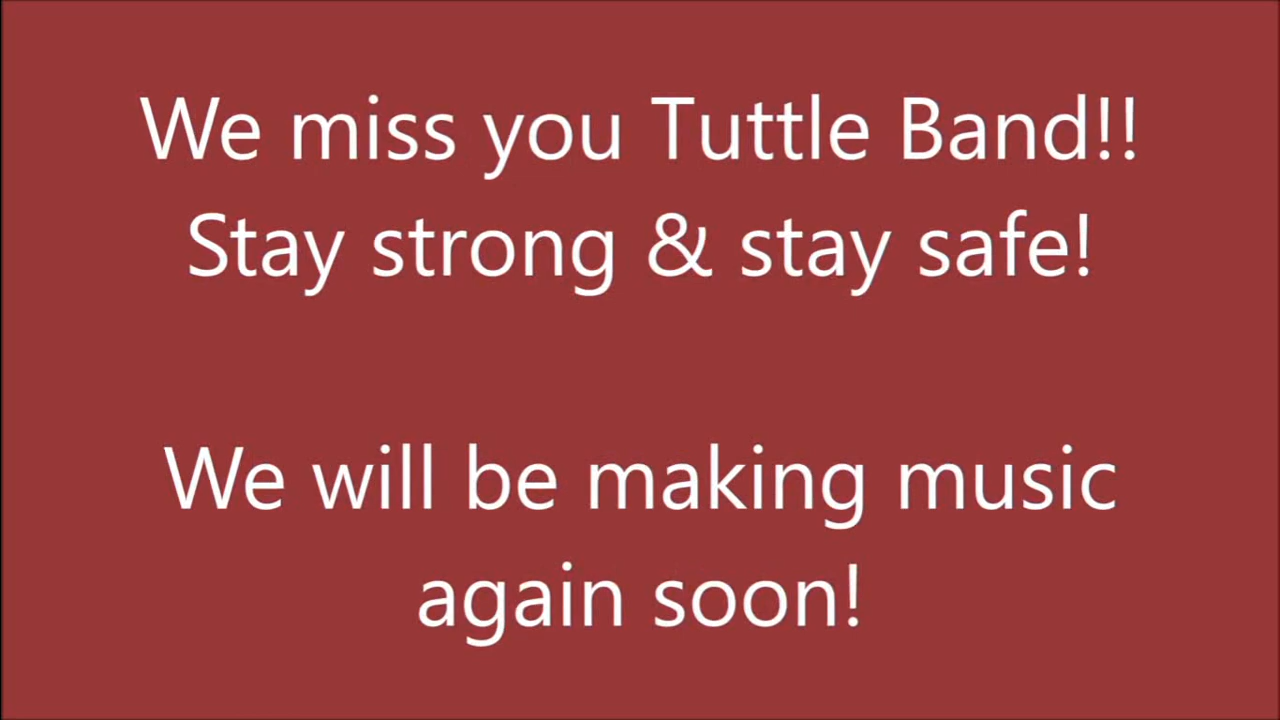 We miss you Tuttle Band!!
Stay strong & stay safe!
We will be making music
again soon!